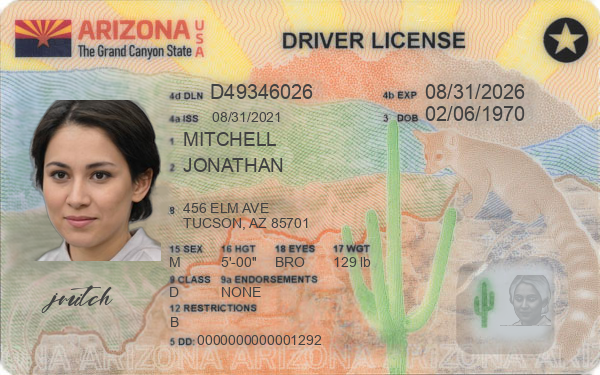 ARIZONA USA
The Grand Canyon State
DRIVER LICENSE
4d DLN D49346026
4b EXP 08/31/2026
4a ISS 08/31/2021
3 DOB 02/06/1970
1 MITCHELL
2 JONATHAN
8 456 ELM AVE
TUCSON, AZ 85701
15 SEX 16 HGT 18 EYES 17 WGT
M 5'-00" BRO 129 lb
9 CLASS 9a ENDORSEMENTS
D NONE
12 RESTRICTIONS
B
5 DD: 0000000000001292
ARIZONA ARIZONA ARIZONA ARIZONA